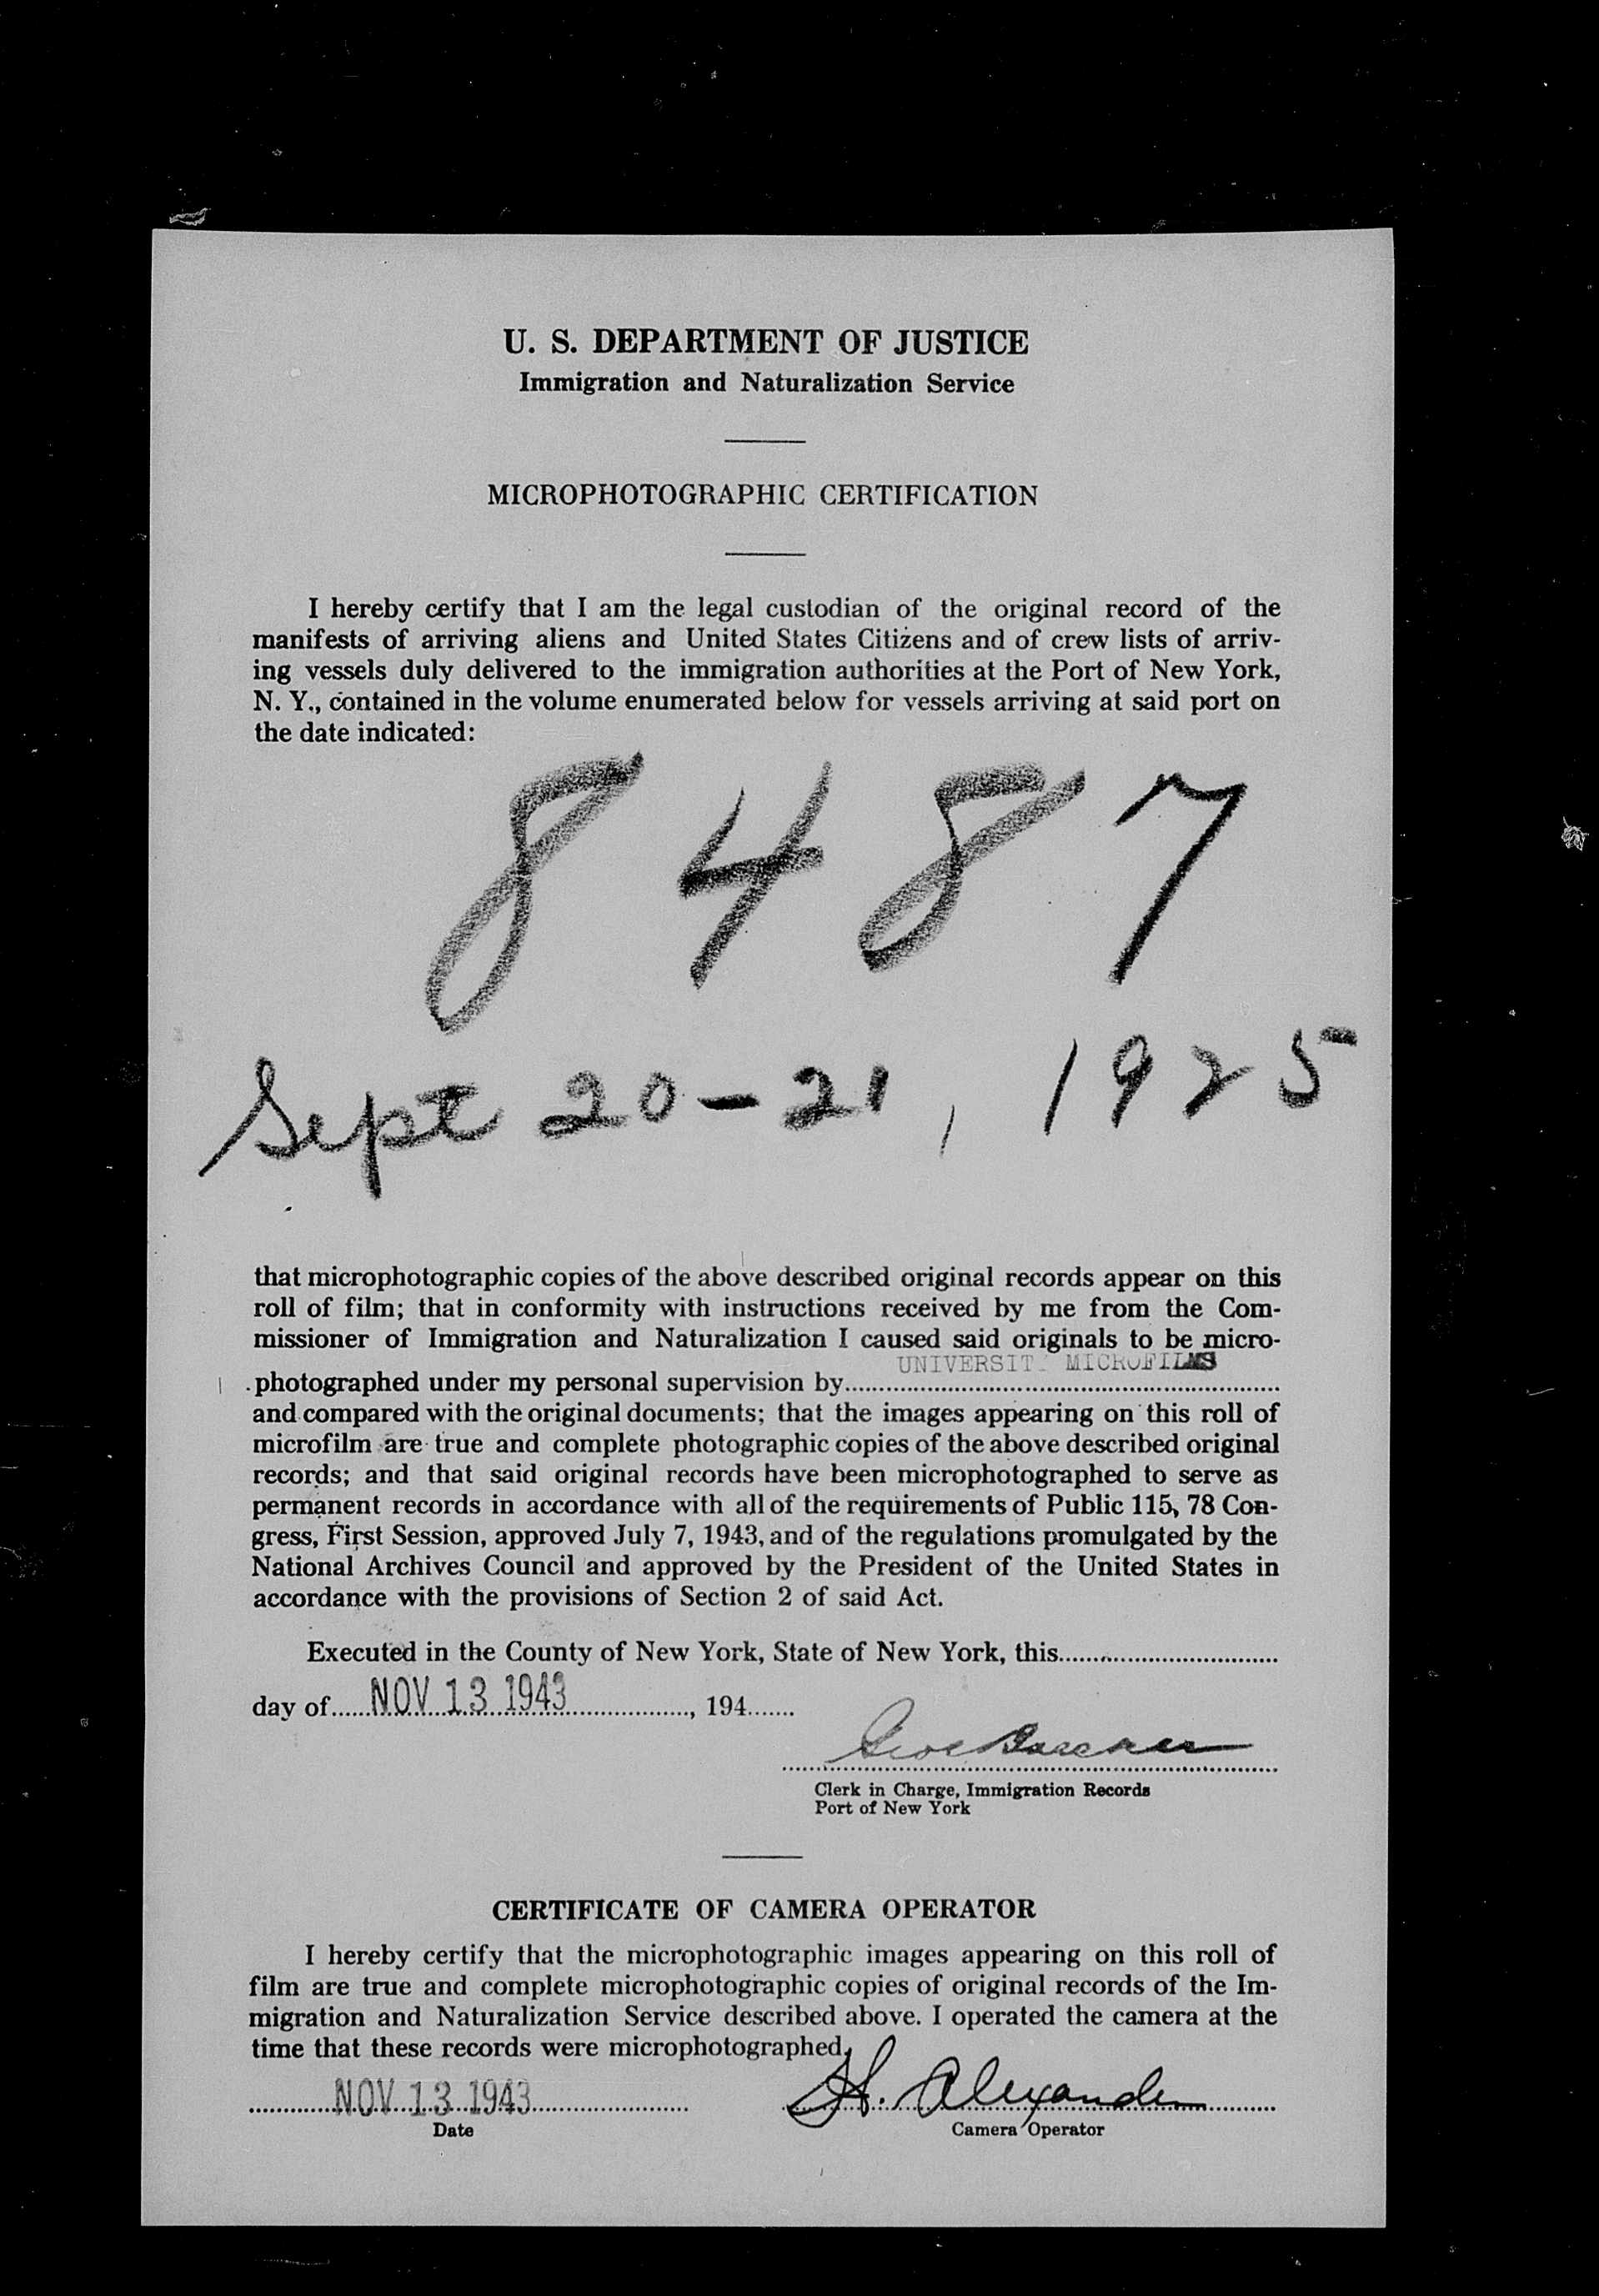 U. S. DEPARTMENT OF JUSTICE
Immigration and Naturalization Service
MICROPHOTOGRAPHIC CERTIFICATION
I hereby certify that I am the legal custodian of the original record of the
manifests of arriving aliens and United States Citizens and of crew lists of arriv-
ing vessels duly delivered to the immigration authorities at the Port of New York,
N. Y., contained in the volume enumerated below for vessels arriving at said port on
the date indicated:
8487
Sept 20-21, 1925
that microphotographic copies of the above described original records appear on this
roll of film; that in conformity with instructions received by me from the Com-
missioner of Immigration and Naturalization I caused said originals to be micro-
UNIVERSIT MICROFILMS
photographed under my personal supervision by
and compared with the original documents; that the images appearing on this roll of
microfilm are true and complete photographic copies of the above described original
records; and that said original records have been microphotographed to serve as
permanent records in accordance with all of the requirements of Public 115, 78 Con-
gress, First Session, approved July 7, 1943, and of the regulations promulgated by the
National Archives Council and approved by the President of the United States in
accordance with the provisions of Section 2 of said Act.
Executed in the County of New York, State of New York, this
day of NOV 13 1943, 194
Clerk in Charge, Immigration Records
Port of New York
CERTIFICATE OF CAMERA OPERATOR
I hereby certify that the microphotographic images appearing on this roll of
film are true and complete microphotographic copies of original records of the Im-
migration and Naturalization Service described above. I operated the camera at the
time that these records were microphotographed.
NOV 13 1943 H. Alexander
Date Camera Operator